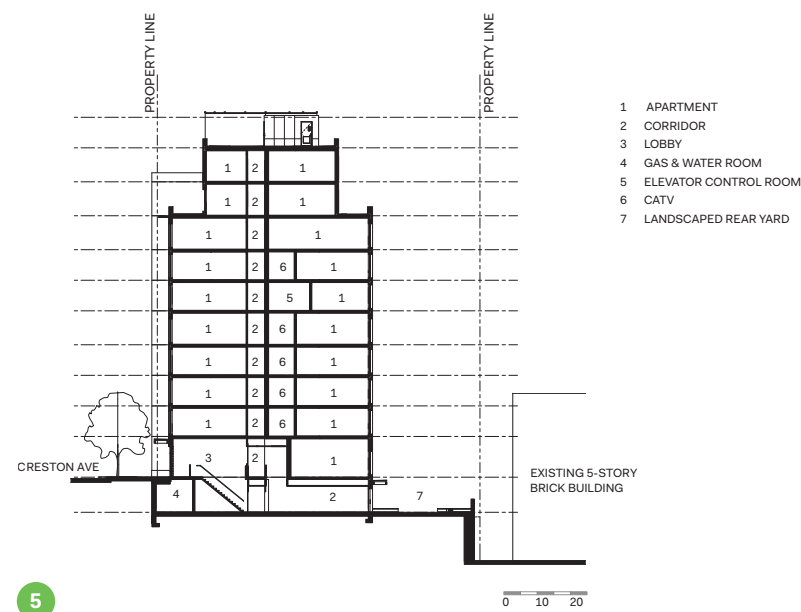 PROPERTY LINE
PROPERTY LINE
1 APARTMENT
2 CORRIDOR
3 LOBBY
4 GAS & WATER ROOM
5 ELEVATOR CONTROL ROOM
6 CATV
7 LANDSCAPED REAR YARD
1 2 1
1 2 1
1 2 1
1 2 6 1
1 2 5 1
1 2 6 1
1 2 6 1
1 2 6 1
1 2 6 1
3 2 1
CRESTON AVE
4 2 7
EXISTING 5-STORY
BRICK BUILDING
5
0 10 20